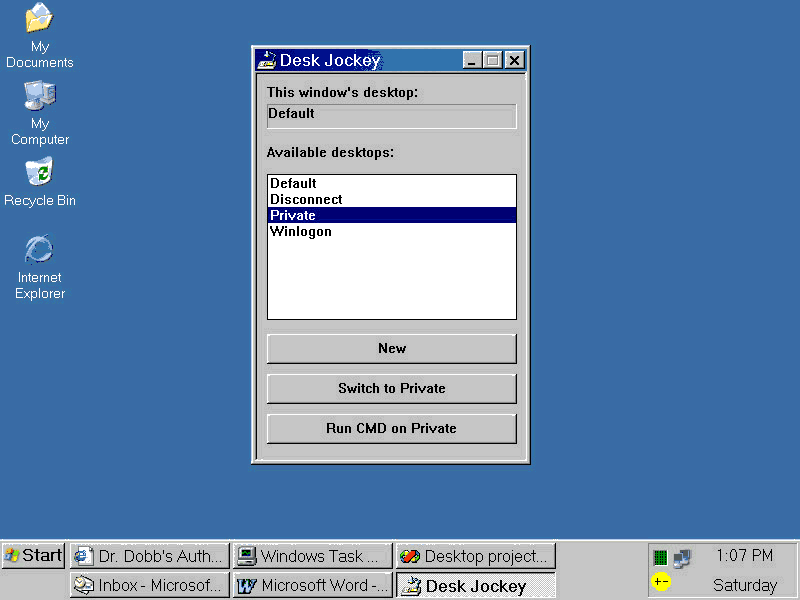 My
Documents
My
Computer
Recycle Bin
Internet
Explorer
Desk Jockey
This window's desktop:
Default
Available desktops:
Default
Disconnect
Private
Winlogon
New
Switch to Private
Run CMD on Private
Start
Dr. Dobb's Auth...
Windows Task ...
Desktop project...
1:07 PM
Inbox - Microsof...
Microsoft Word -...
Desk Jockey
Saturday